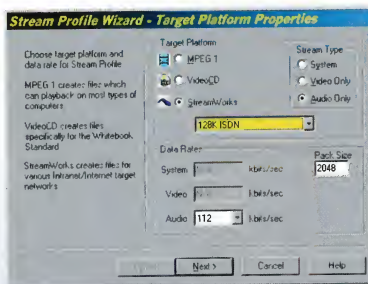 Stream Profile Wizard - Target Platform Properties
Choose target platform and
data rate for Stream Profile
MPEG 1 creates files which
can playback on most types of
computers
VideoCD creates files
specifically for the Whitebook
Standard
StreamWorks creates files for
various Intranet/Internet target
networks
Target Platform
MPEG 1
VideoCD
StreamWorks
128K ISDN
Stream Type
System
Video Only
Audio Only
Data Rates
System kbits/sec
Video kbits/sec
Audio 112 kbits/sec
Pack Size
2048
Next >
Cancel
Help